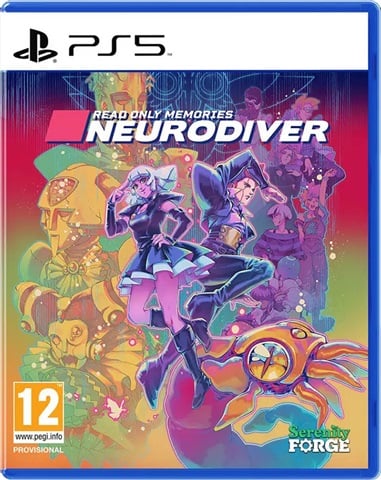 PS5
READ ONLY MEMORIES
NEURODIVER
12
www.pegi.info
PROVISIONAL
Serenity
FORGE